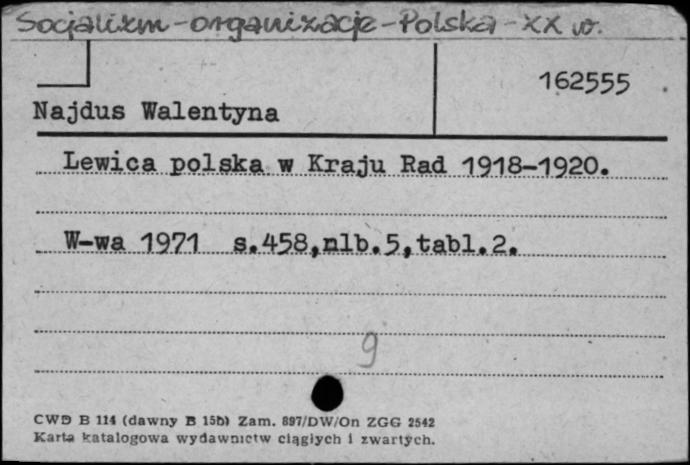 Socjalizm - organizacje - Polska - XX w.
162555
Najdus Walentyna
Lewica polska w Kraju Rad 1918-1920.
W-wa 1971 s.458,nlb.5,tabl.2.
9
CWD B 114 (dawny B 15b) Zam. 897/DW/On ZGG 2542
Karta katalogowa wydawnictw ciągłych i zwartych.